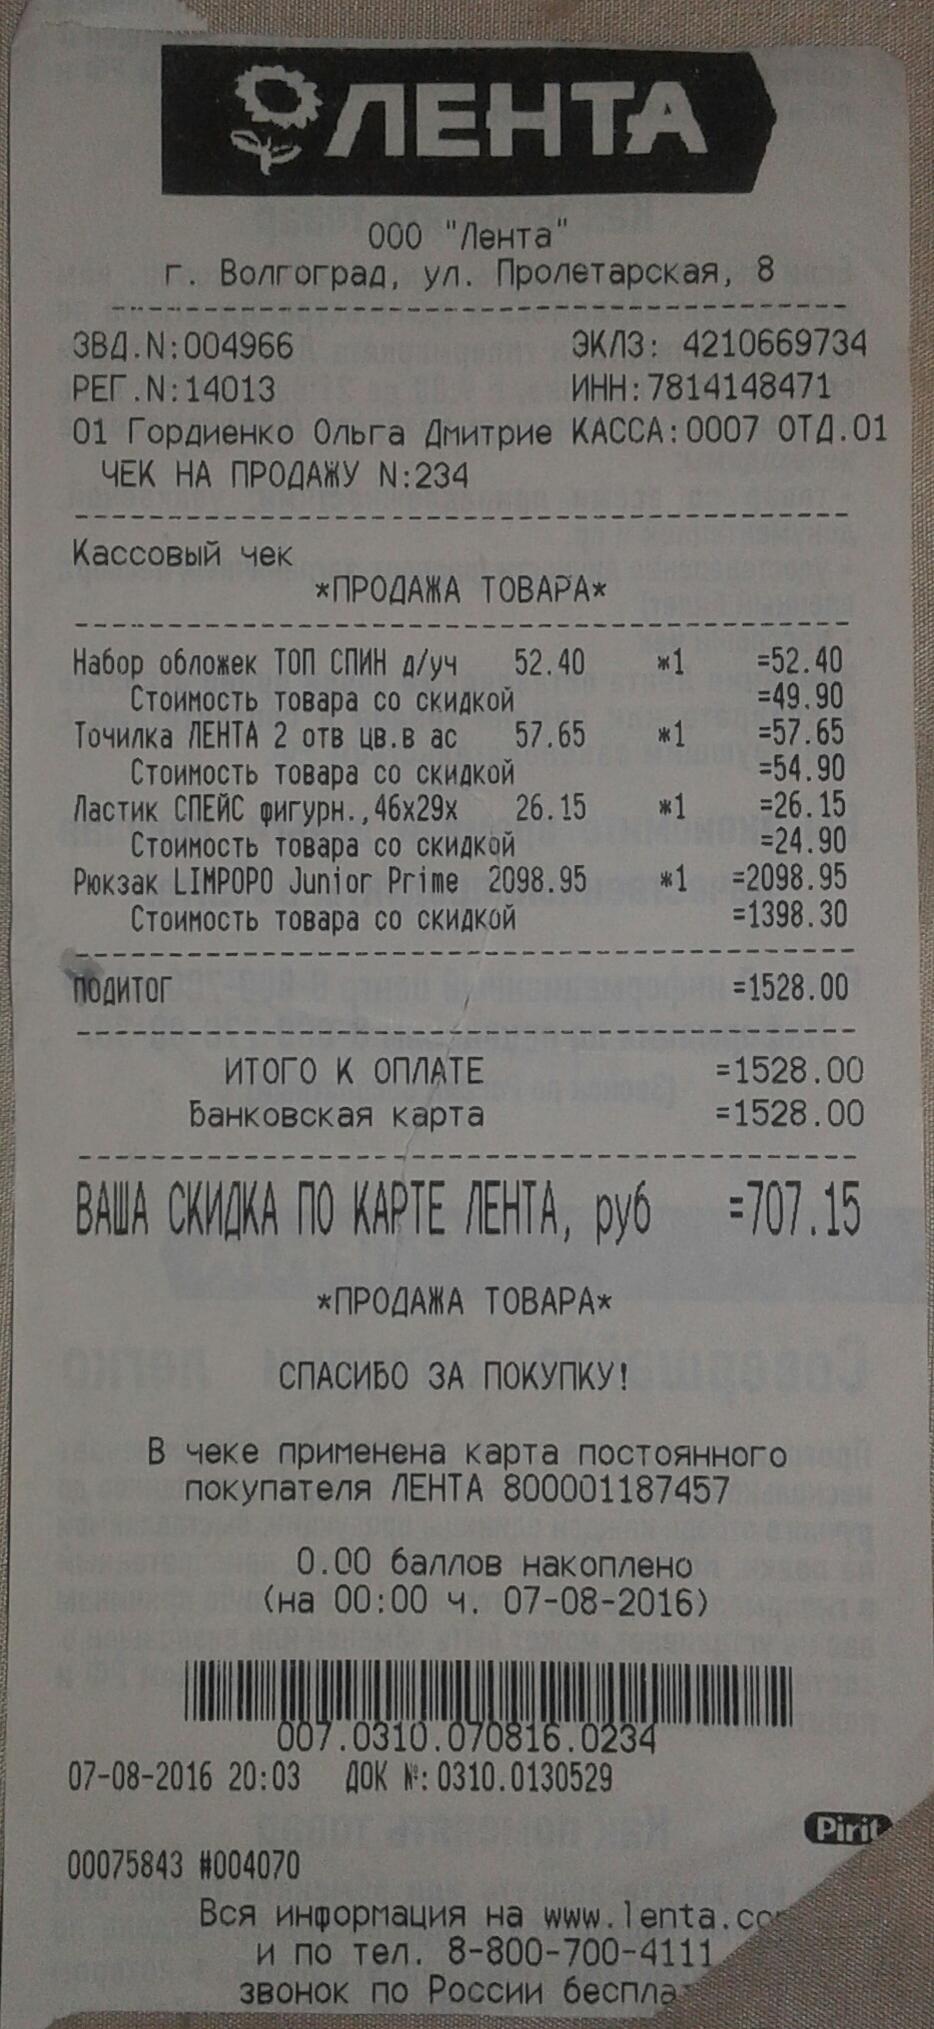 ЛЕНТА
ООО "Лента"
г. Волгоград, ул. Пролетарская, 8
ЗВД.N:004966 ЭКЛЗ: 4210669734
РЕГ.N:14013 ИНН:7814148471
01 Гордиенко Ольга Дмитрие КАССА:0007 ОТД.01
ЧЕК НА ПРОДАЖУ N:234
Кассовый чек
*ПРОДАЖА ТОВАРА*
Набор обложек ТОП СПИН д/уч 52.40 *1 =52.40
Стоимость товара со скидкой =49.90
Точилка ЛЕНТА 2 отв цв.в ас 57.65 *1 =57.65
Стоимость товара со скидкой =54.90
Ластик СПЕЙС фигурн.,46x29x 26.15 *1 =26.15
Стоимость товара со скидкой =24.90
Рюкзак LIMPOPO Junior Prime 2098.95 *1 =2098.95
Стоимость товара со скидкой =1398.30
ПОДИТОГ =1528.00
ИТОГО К ОПЛАТЕ =1528.00
Банковская карта =1528.00
ВАША СКИДКА ПО КАРТЕ ЛЕНТА, руб =707.15
*ПРОДАЖА ТОВАРА*
СПАСИБО ЗА ПОКУПКУ!
В чеке применена карта постоянного
покупателя ЛЕНТА 800001187457
0.00 баллов накоплено
(на 00:00 ч. 07-08-2016)
007.0310.070816.0234
07-08-2016 20:03 ДОК №:0310.0130529
Pirit
00075843 #004070
Вся информация на www.lenta.co
и по тел. 8-800-700-4111
звонок по России беспла